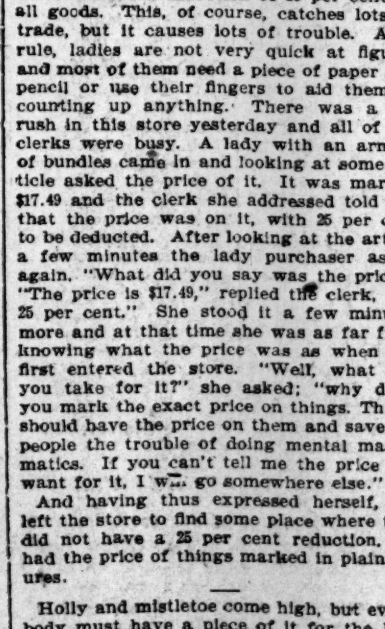 all goods. This, of course, catches lots
trade, but it causes lots of trouble. A
rule, ladies are not very quick at figu
and most of them need a piece of paper
pencil or use their fingers to aid them
counting up anything. There was a
rush in this store yesterday and all of
clerks were busy. A lady with an arm
of bundles came in and looking at some
ticle asked the price of it. It was mar
$17.49 and the clerk she addressed told
that the price was on it, with 25 per
to be deducted. After looking at the art
a few minutes the lady purchaser as
again. "What did you say was the pric
"The price is $17.49," replied the clerk,
25 per cent." She stood it a few minu
more and at that time she was as far f
knowing what the price was as when
first entered the store. "Well, what
you take for it?" she asked; "why d
you mark the exact price on things. Th
should have the price on them and save
people the trouble of doing mental ma
matics. If you can't tell me the price
want for it, I will go somewhere else."
And having thus expressed herself,
left the store to find some place where
did not have a 25 per cent reduction,
had the price of things marked in plain
ures.
Holly and mistletoe come high, but ev
body must have a piece of it for the